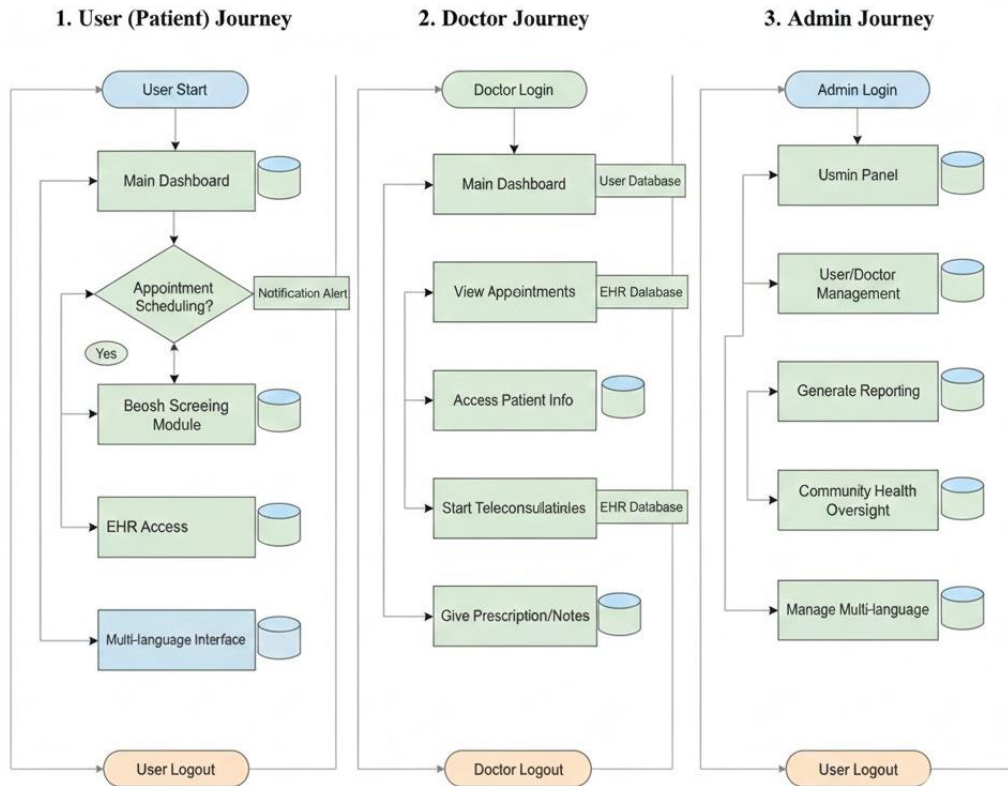 1. User (Patient) Journey
User Start
Main Dashboard
Appointment
Scheduling?
Notification Alert
Yes
Beosh Screeing
Module
EHR Access
Multi-language Interface
User Logout
2. Doctor Journey
Doctor Login
Main Dashboard
User Database
View Appointments
EHR Database
Access Patient Info
Start Teleconsulatiries
EHR Database
Give Prescription/Notes
Doctor Logout
3. Admin Journey
Admin Login
Usmin Panel
User/Doctor
Management
Generate Reporting
Community Health
Oversight
Manage Multi-language
User Logout